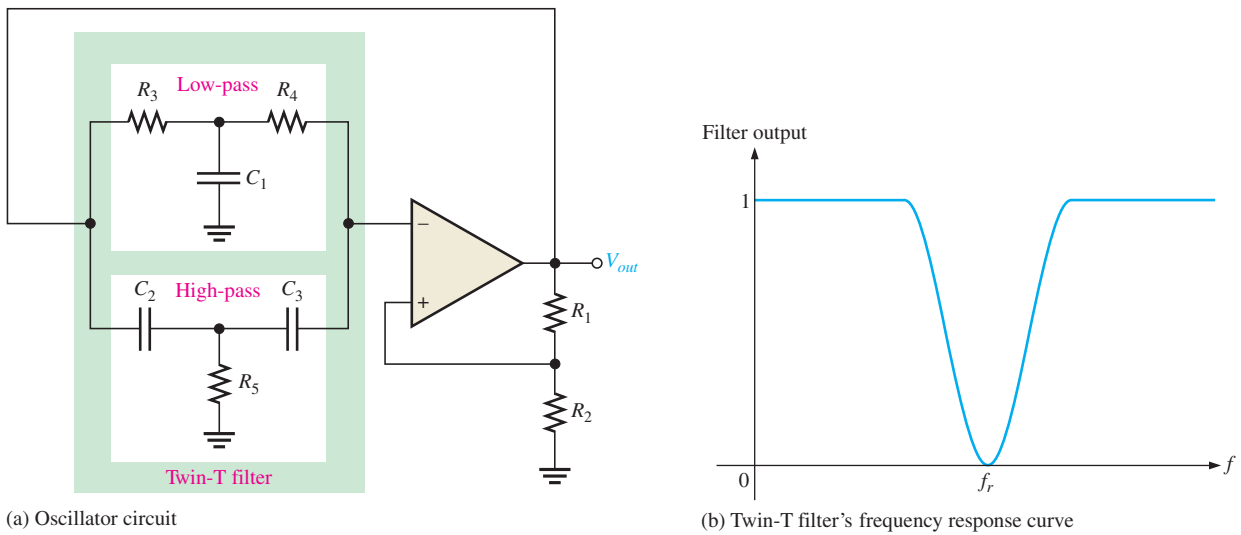 Low-pass
R3
R4
C1
C2
High-pass
C3
R5
Twin-T filter
−
+
Vout
R1
R2
(a) Oscillator circuit
Filter output
1
0
fr
f
(b) Twin-T filter’s frequency response curve